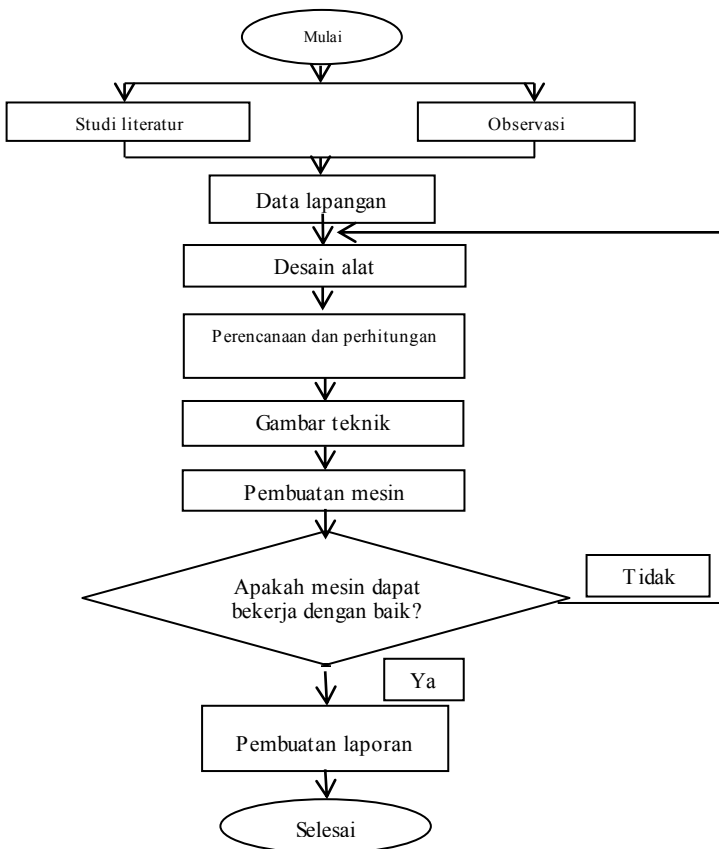 Mulai
Studi literatur
Observasi
Data lapangan
Desain alat
Perencanaan dan perhitungan
Gambar teknik
Pembuatan mesin
Apakah mesin dapat
bekerja dengan baik?
Tidak
Ya
Pembuatan laporan
Selesai